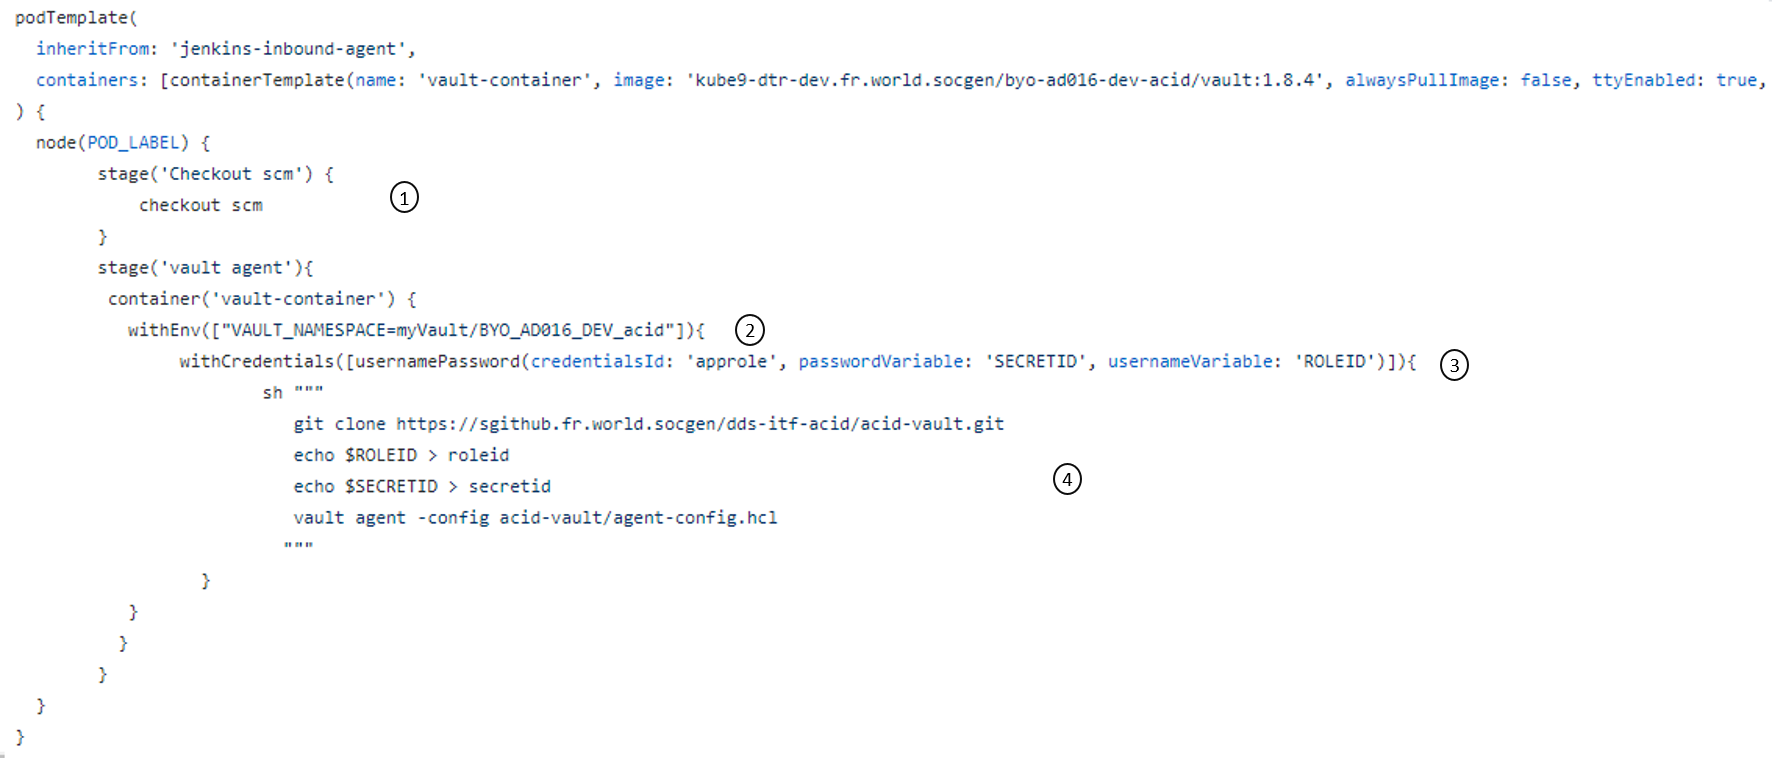 podTemplate(
  inheritFrom: 'jenkins-inbound-agent',
  containers: [containerTemplate(name: 'vault-container', image: 'kube9-dtr-dev.fr.world.socgen/byo-ad016-dev-acid/vault:1.8.4', alwaysPullImage: false, ttyEnabled: true,
) {
  node(POD_LABEL) {
        stage('Checkout scm') {
            checkout scm 1
        }
        stage('vault agent'){
         container('vault-container') {
           withEnv(["VAULT_NAMESPACE=myVault/BYO_AD016_DEV_acid"]){ 2
                withCredentials([usernamePassword(credentialsId: 'approle', passwordVariable: 'SECRETID', usernameVariable: 'ROLEID')]){ 3
                        sh """
                           git clone https://sgithub.fr.world.socgen/dds-itf-acid/acid-vault.git
                           echo $ROLEID > roleid
                           echo $SECRETID > secretid 4
                           vault agent -config acid-vault/agent-config.hcl
                          """
                  }
           }
          }
        }
  }
}